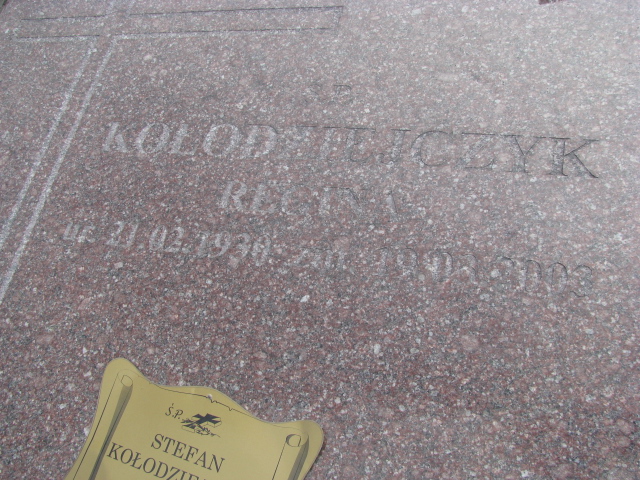 Ś.P.
KOŁODZIEJCZYK
REGINA
ur. 21.02.1930 zm.
Ś.P.
STEFAN